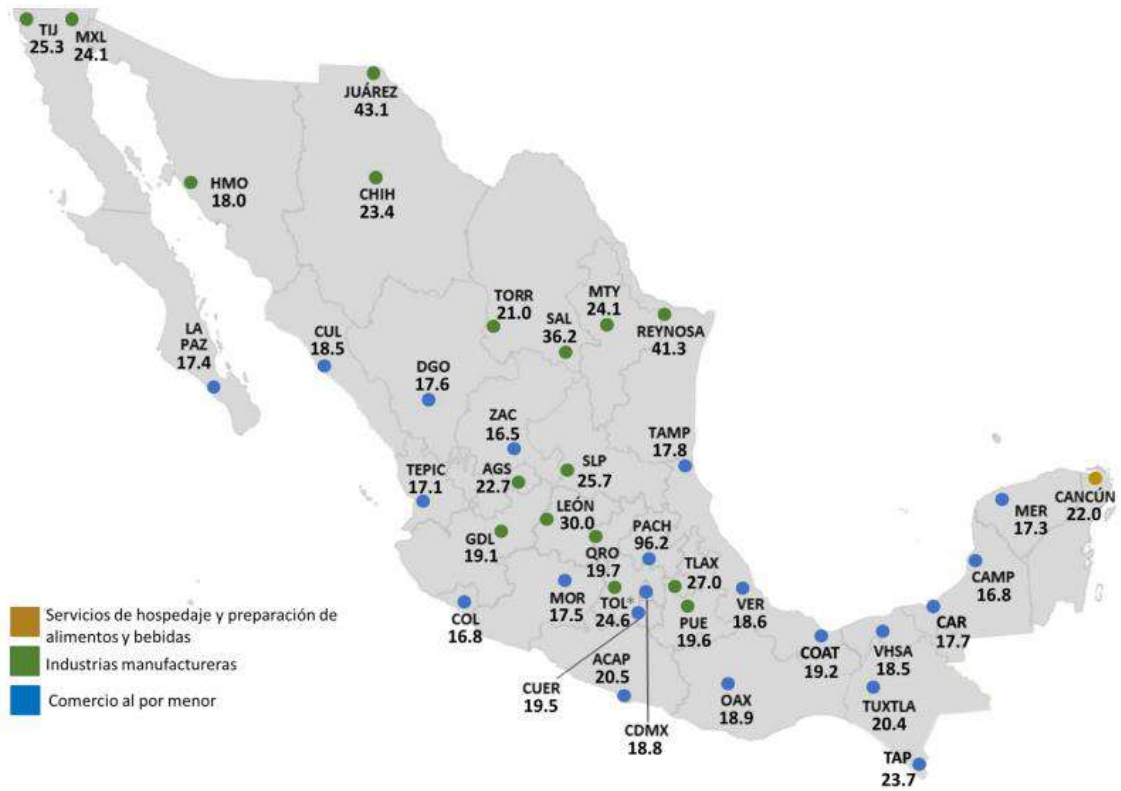 TIJ
25.3
MXL
24.1
JUÁREZ
43.1
HMO
18.0
CHIH
23.4
TORR
21.0
MTY
24.1
SAL
36.2
REYNOSA
41.3
LA
PAZ
17.4
CUL
18.5
DGO
17.6
ZAC
16.5
TAMP
17.8
TEPIC
17.1
AGS
22.7
SLP
25.7
CANCÚN
22.0
MER
17.3
LEÓN
30.0
GDL
19.1
QRO
19.7
PACH
96.2
TLAX
27.0
CAMP
16.8
MOR
17.5
TOL*
24.6
PUE
19.6
VER
18.6
COL
16.8
CAR
17.7
COAT
19.2
VHSA
18.5
ACAP
20.5
CUER
19.5
CDMX
18.8
OAX
18.9
TUXTLA
20.4
TAP
23.7
Servicios de hospedaje y preparación de
alimentos y bebidas
Industrias manufactureras
Comercio al por menor